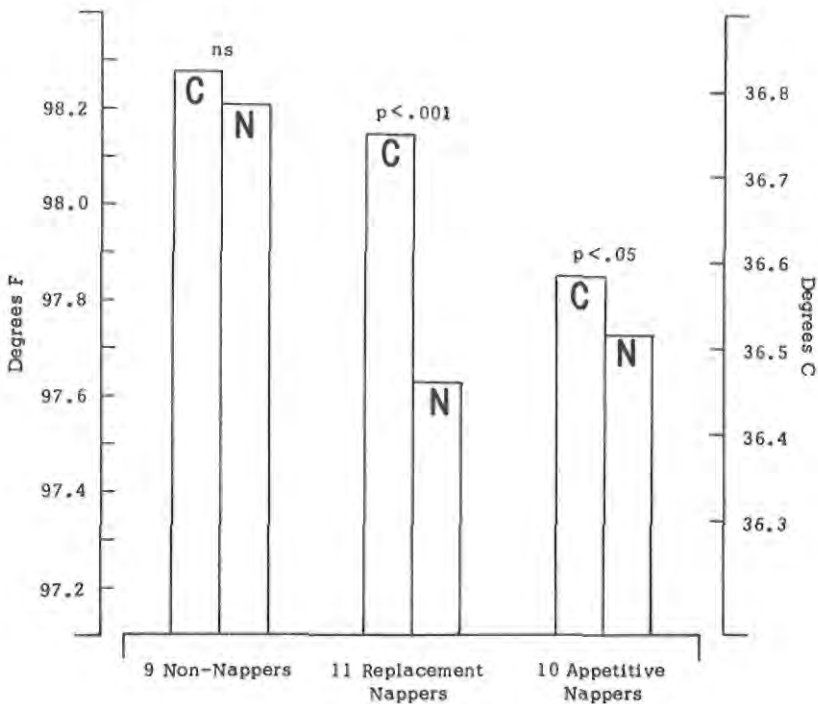 ns
C
N
p<.001
C
N
p<.05
C
N
Degrees F
98.2
98.0
97.8
97.6
97.4
97.2
36.8
36.7
36.6
36.5
36.4
36.3
Degrees C
9 Non-Nappers
11 Replacement
Nappers
10 Appetitive
Nappers